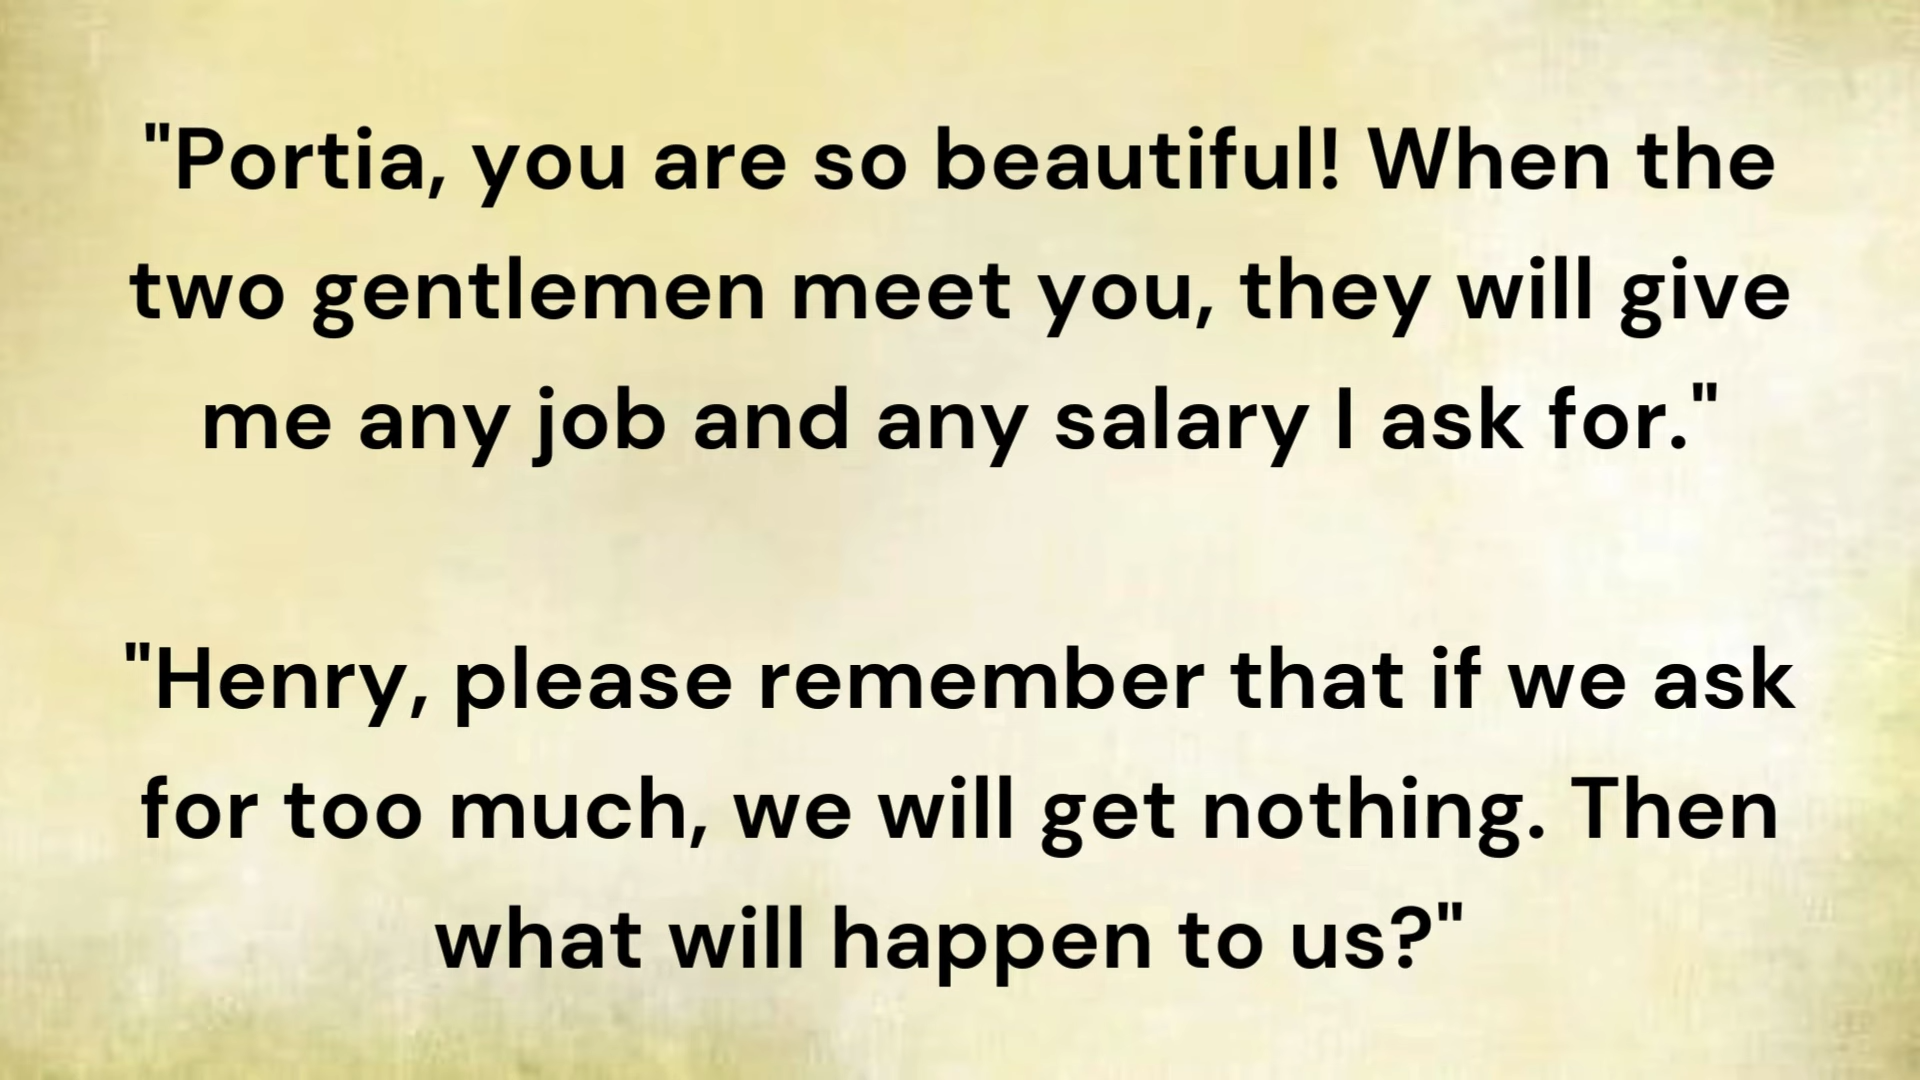 "Portia, you are so beautiful! When the
two gentlemen meet you, they will give
me any job and any salary I ask for."
"Henry, please remember that if we ask
for too much, we will get nothing. Then
what will happen to us?"